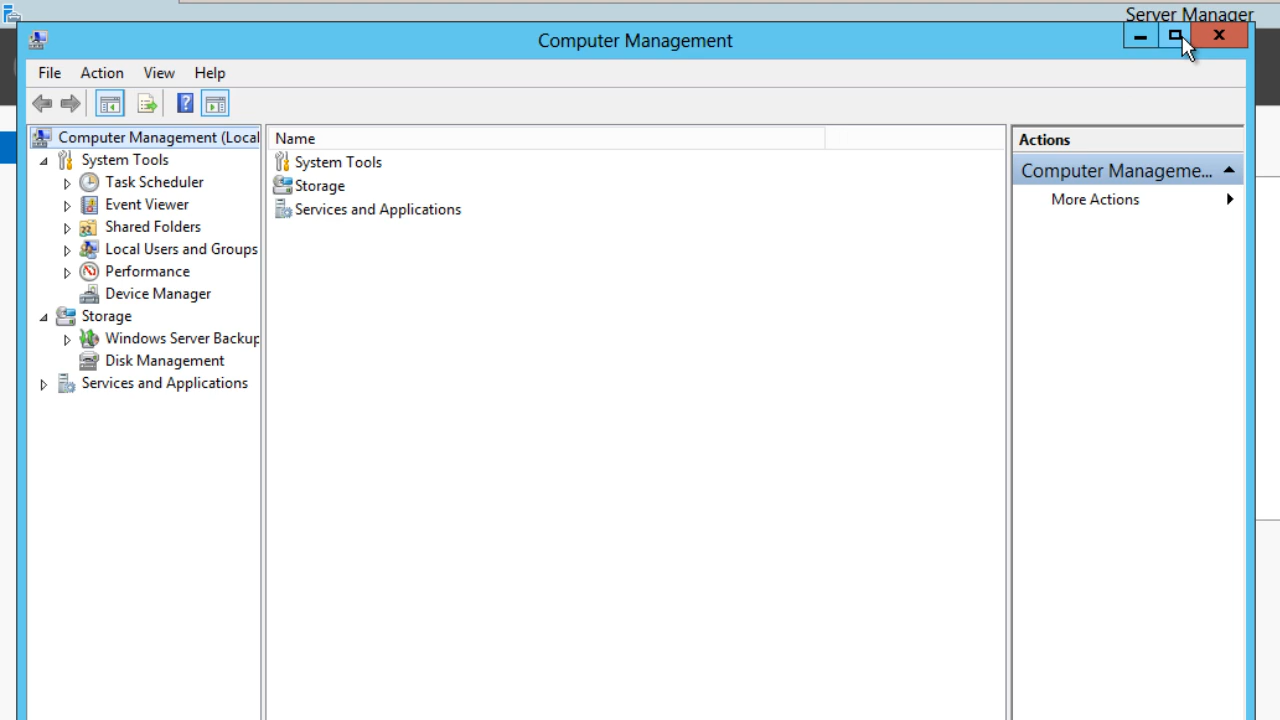 Server Manager
Computer Management
X
File Action View Help
Computer Management (Local
System Tools
Task Scheduler
Event Viewer
Shared Folders
Local Users and Groups
Performance
Device Manager
Storage
Windows Server Backup
Disk Management
Services and Applications
Name
System Tools
Storage
Services and Applications
Actions
Computer Manageme...
More Actions